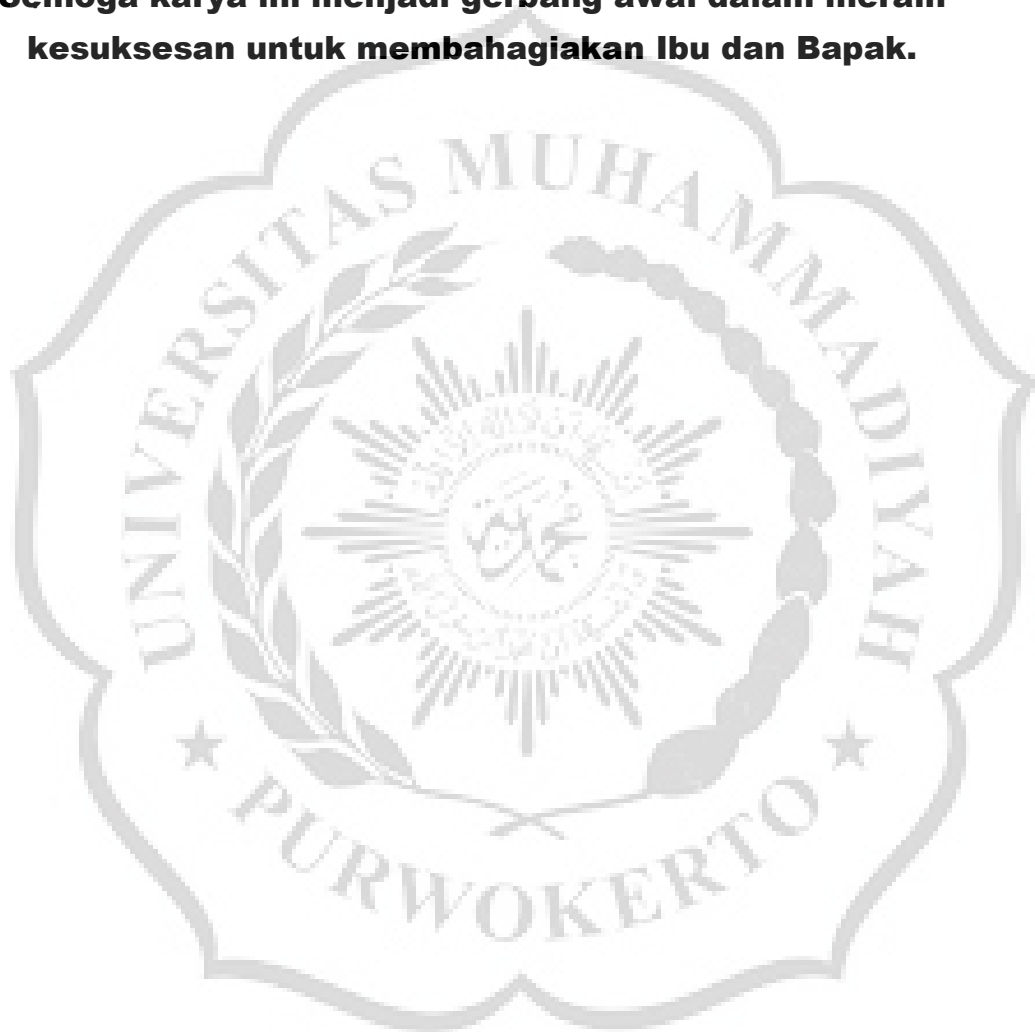 Semoga karya ini menjadi gerbang awal dalam meraih
kesuksesan untuk membahagiakan Ibu dan Bapak.
UNIVERSITAS MUHAMMADIYAH
PURWOKERTO